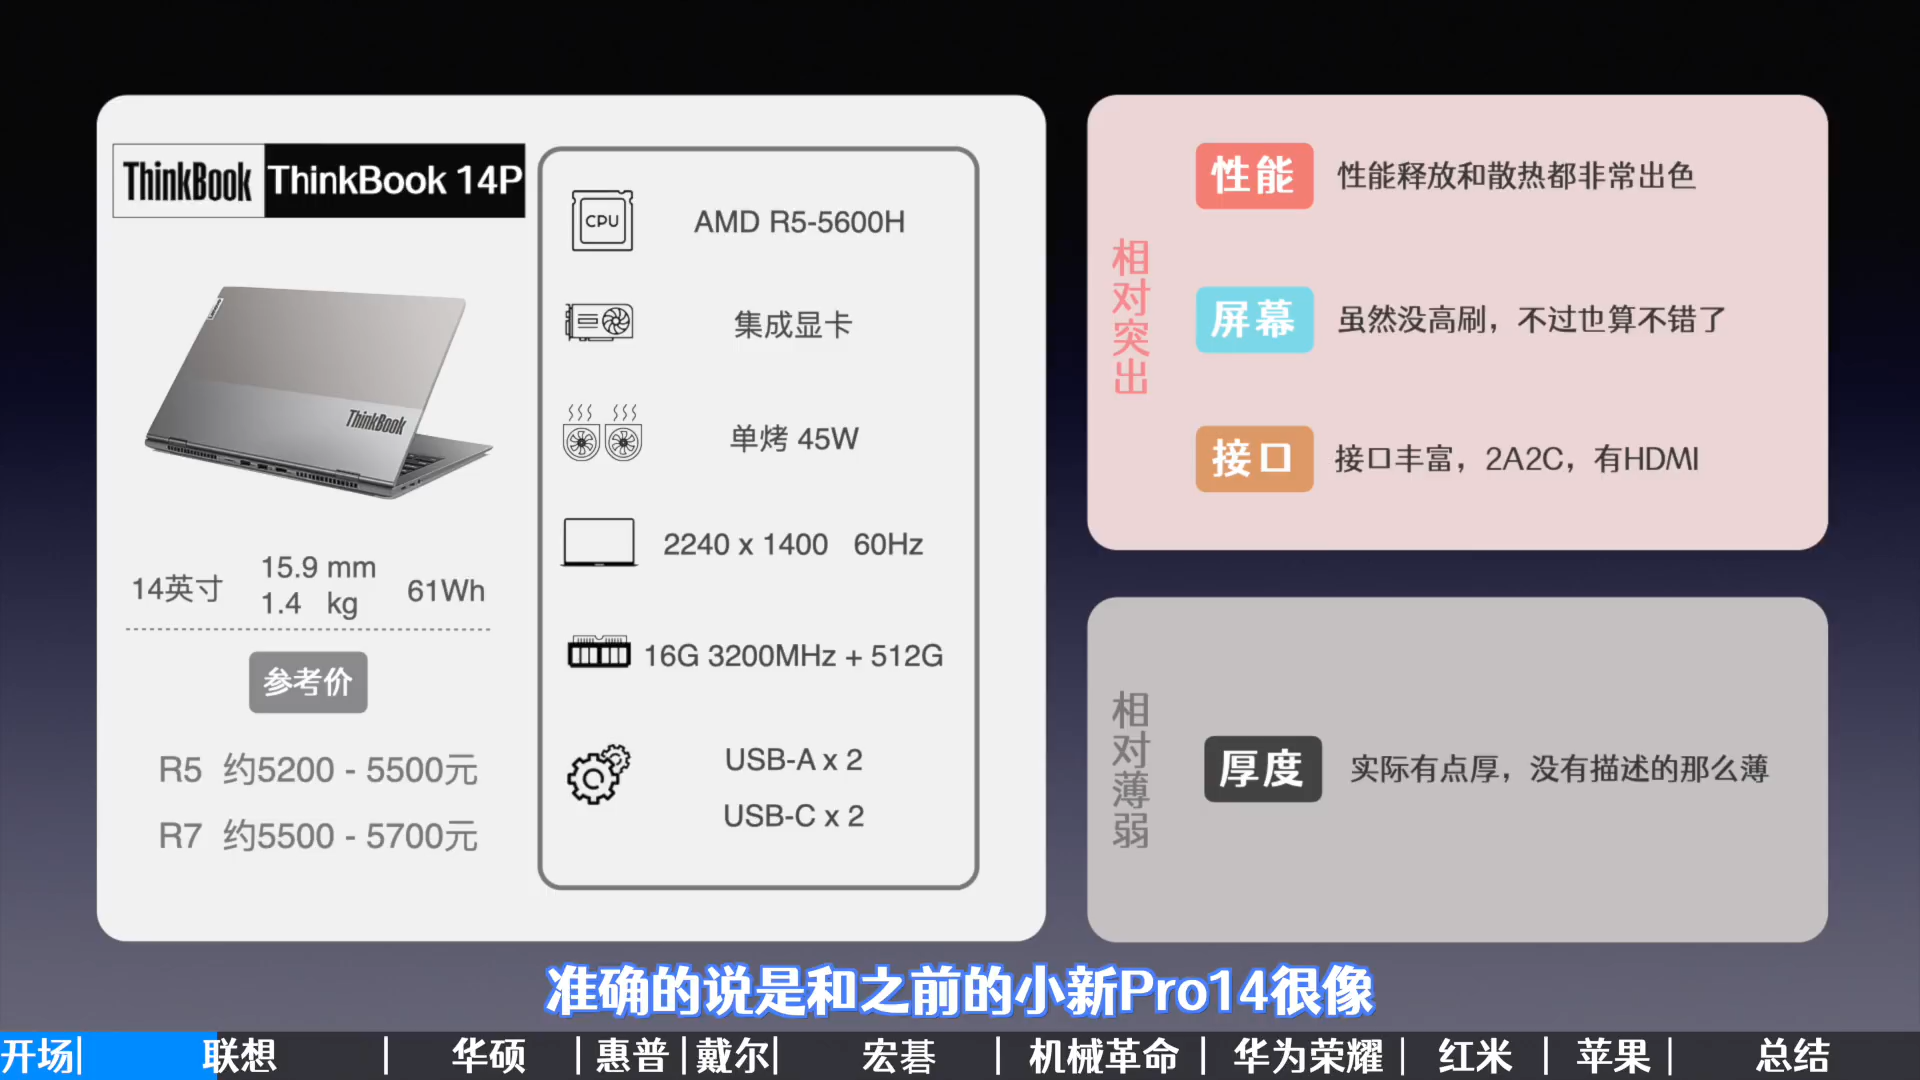 ThinkBook ThinkBook 14P
ThinkBook
14英寸
15.9 mm
1.4 kg
61Wh
参考价
R5 约5200 - 5500元
R7 约5500 - 5700元
CPU
AMD R5-5600H
集成显卡
单烤 45W
2240 x 1400 60Hz
16G 3200MHz + 512G
USB-A x 2
USB-C x 2
相对突出
性能 性能释放和散热都非常出色
屏幕 虽然没高刷，不过也算不错了
接口 接口丰富，2A2C，有HDMI
相对薄弱
厚度 实际有点厚，没有描述的那么薄
准确的说是和之前的小新Pro14很像
开场| 联想 | 华硕 | 惠普 | 戴尔| 宏碁 | 机械革命 | 华为荣耀 | 红米 | 苹果 | 总结